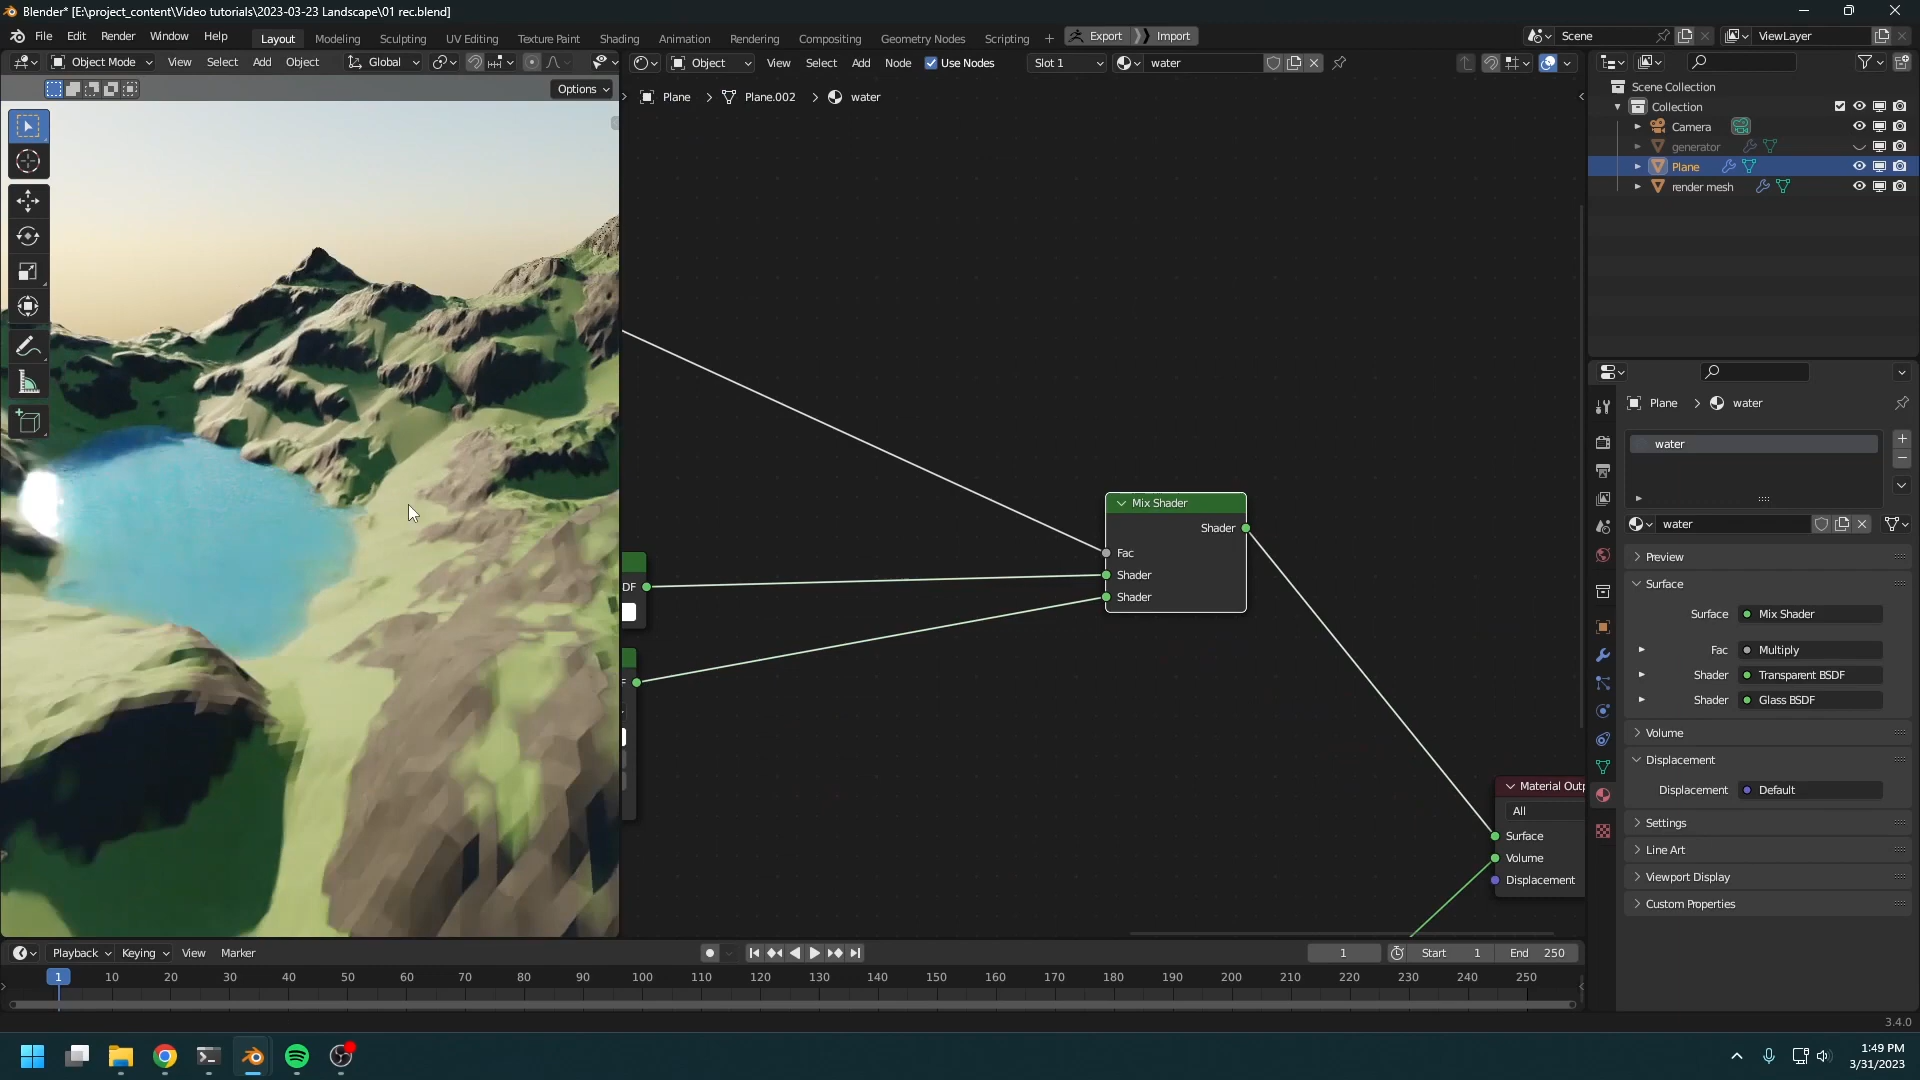 Blender* [E:\project_content\Video tutorials\2023-03-23 Landscape\01 rec.blend]
File Edit Render Window Help Layout Modeling Sculpting UV Editing Texture Paint Shading Animation Rendering Compositing Geometry Nodes Scripting + Export Import Scene ViewLayer
Object Mode View Select Add Object Global Object View Select Add Node Use Nodes Slot 1 water
Options
Plane > Plane.002 > water
Scene Collection
Collection
Camera
generator
Plane
render mesh
Mix Shader
Shader
Fac
Shader
Shader
DF
F
Material Outp
All
Surface
Volume
Displacement
Plane > water
water
water
Preview
Surface
Surface Mix Shader
Fac Multiply
Shader Transparent BSDF
Shader Glass BSDF
Volume
Displacement
Displacement Default
Settings
Line Art
Viewport Display
Custom Properties
Playback Keying View Marker 1 Start 1 End 250
1 10 20 30 40 50 60 70 80 90 100 110 120 130 140 150 160 170 180 190 200 210 220 230 240 250
3.4.0
1:49 PM
3/31/2023